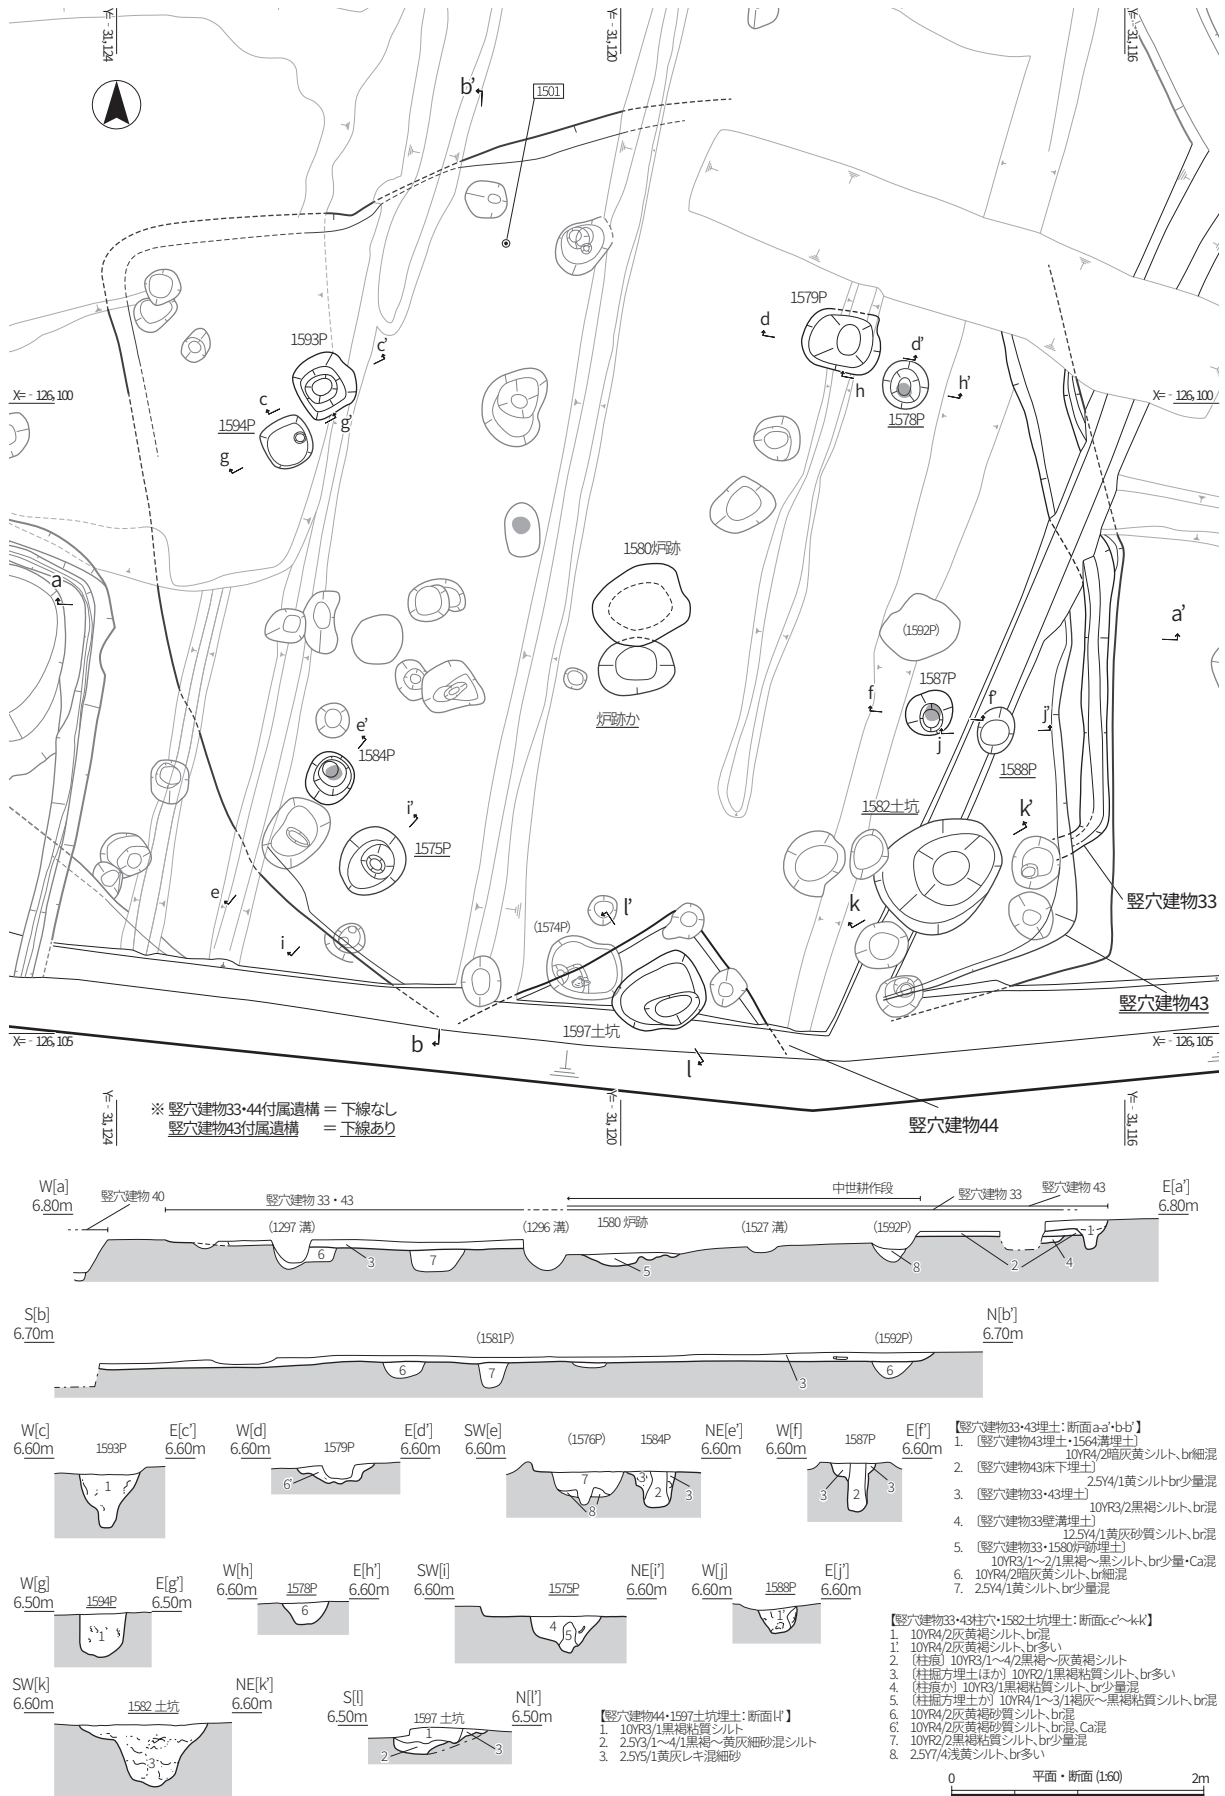 Y=-31,124
Y=-31,120
Y=-31,116
b'
1501
1579P
1593P
d
c'
d'
h
h'
X=-126,100
c
g'
1594P
1578P
X=-126,100
g
1580炉跡
a
(1592P)
a'
1587P
f
f'
j'
炉跡か
e'
j
1584P
1588P
i'
1582土坑
k'
1575P
竪穴建物33
e
l'
k
(1574P)
i
竪穴建物43
1597土坑
b
X=-126,105
X=-126,105
l
Y=-31,124
※ 竪穴建物33・44付属遺構 = 下線なし
竪穴建物43付属遺構 = 下線あり
Y=-31,120
竪穴建物44
Y=-31,116
W[a]
6.80m
竪穴建物 40
竪穴建物 33・43
中世耕作段
竪穴建物 33
竪穴建物 43
E[a']
6.80m
(1297 溝)
(1296 溝)
1580 炉跡
(1527 溝)
(1592P)
6
3
7
5
8
2
4
1
S[b]
6.70m
(1581P)
(1592P)
N[b']
6.70m
6
7
3
6
W[c]
6.60m
1593P
E[c']
6.60m
1
W[d]
6.60m
1579P
E[d']
6.60m
6'
SW[e]
6.60m
(1576P)
1584P
NE[e']
6.60m
7
8
3
2
3
W[f]
6.60m
1587P
E[f']
6.60m
3
2
3
【竪穴建物33・43埋土：断面a-a'・b-b'】
1. 〔竪穴建物43埋土・1564溝埋土〕
10YR4/2暗灰黄シルト、br細混
2. 〔竪穴建物43床下埋土〕
2.5Y4/1黄シルトbr少量混
3. 〔竪穴建物33・43埋土〕
10YR3/2黒褐シルト、br混
4. 〔竪穴建物33壁溝埋土〕
12.5Y4/1黄灰砂質シルト、br混
5. 〔竪穴建物33・1580炉跡埋土〕
10YR3/1～2/1黒褐～黒シルト、br少量・Ca混
6. 10YR4/2暗灰黄シルト、br細混
7. 2.5Y4/1黄シルト、br少量混
W[g]
6.50m
1594P
E[g']
6.50m
1'
W[h]
6.60m
1578P
E[h']
6.60m
6
SW[i]
6.60m
1575P
NE[i']
6.60m
4
5
W[j]
6.60m
1588P
E[j']
6.60m
1'
7
【竪穴建物33・43柱穴・1582土坑埋土：断面c-c'～k-k'】
1. 10YR4/2灰黄褐シルト、br混
1'. 10YR4/2灰黄褐シルト、br多い
2. 〔柱痕〕10YR3/1～4/2黒褐～灰黄褐シルト
3. 〔柱掘方埋土ほか〕10YR2/1黒褐粘質シルト、br多い
4. 〔柱痕か〕10YR3/1黒褐粘質シルト、br少量混
5. 〔柱掘方埋土か〕10YR4/1～3/1褐灰～黒褐粘質シルト、br混
6. 10YR4/2灰黄褐砂質シルト、br混
6'. 10YR4/2灰黄褐砂質シルト、br混、Ca混
7. 10YR2/2黒褐粘質シルト、br少量混
8. 2.5Y7/4浅黄シルト、br多い
SW[k]
6.60m
1582 土坑
NE[k']
6.60m
3
S[l]
6.50m
1597 土坑
N[l']
6.50m
1
2
3
【竪穴建物44・1597土坑埋土：断面l-l'】
1. 10YR3/1黒褐粘質シルト
2. 2.5Y3/1～4/1黒褐～黄灰細砂混シルト
3. 2.5Y5/1黄灰レキ混細砂
0 平面・断面 (1:60) 2m